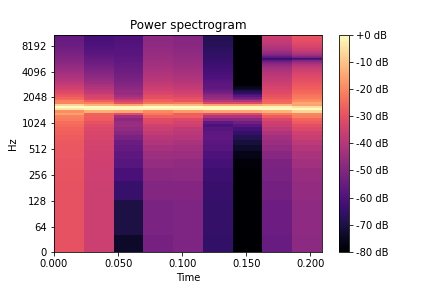 Power spectrogram
Hz
8192
4096
2048
1024
512
256
128
64
0
0.000
0.050
0.100
0.150
0.200
Time
+0 dB
-10 dB
-20 dB
-30 dB
-40 dB
-50 dB
-60 dB
-70 dB
-80 dB